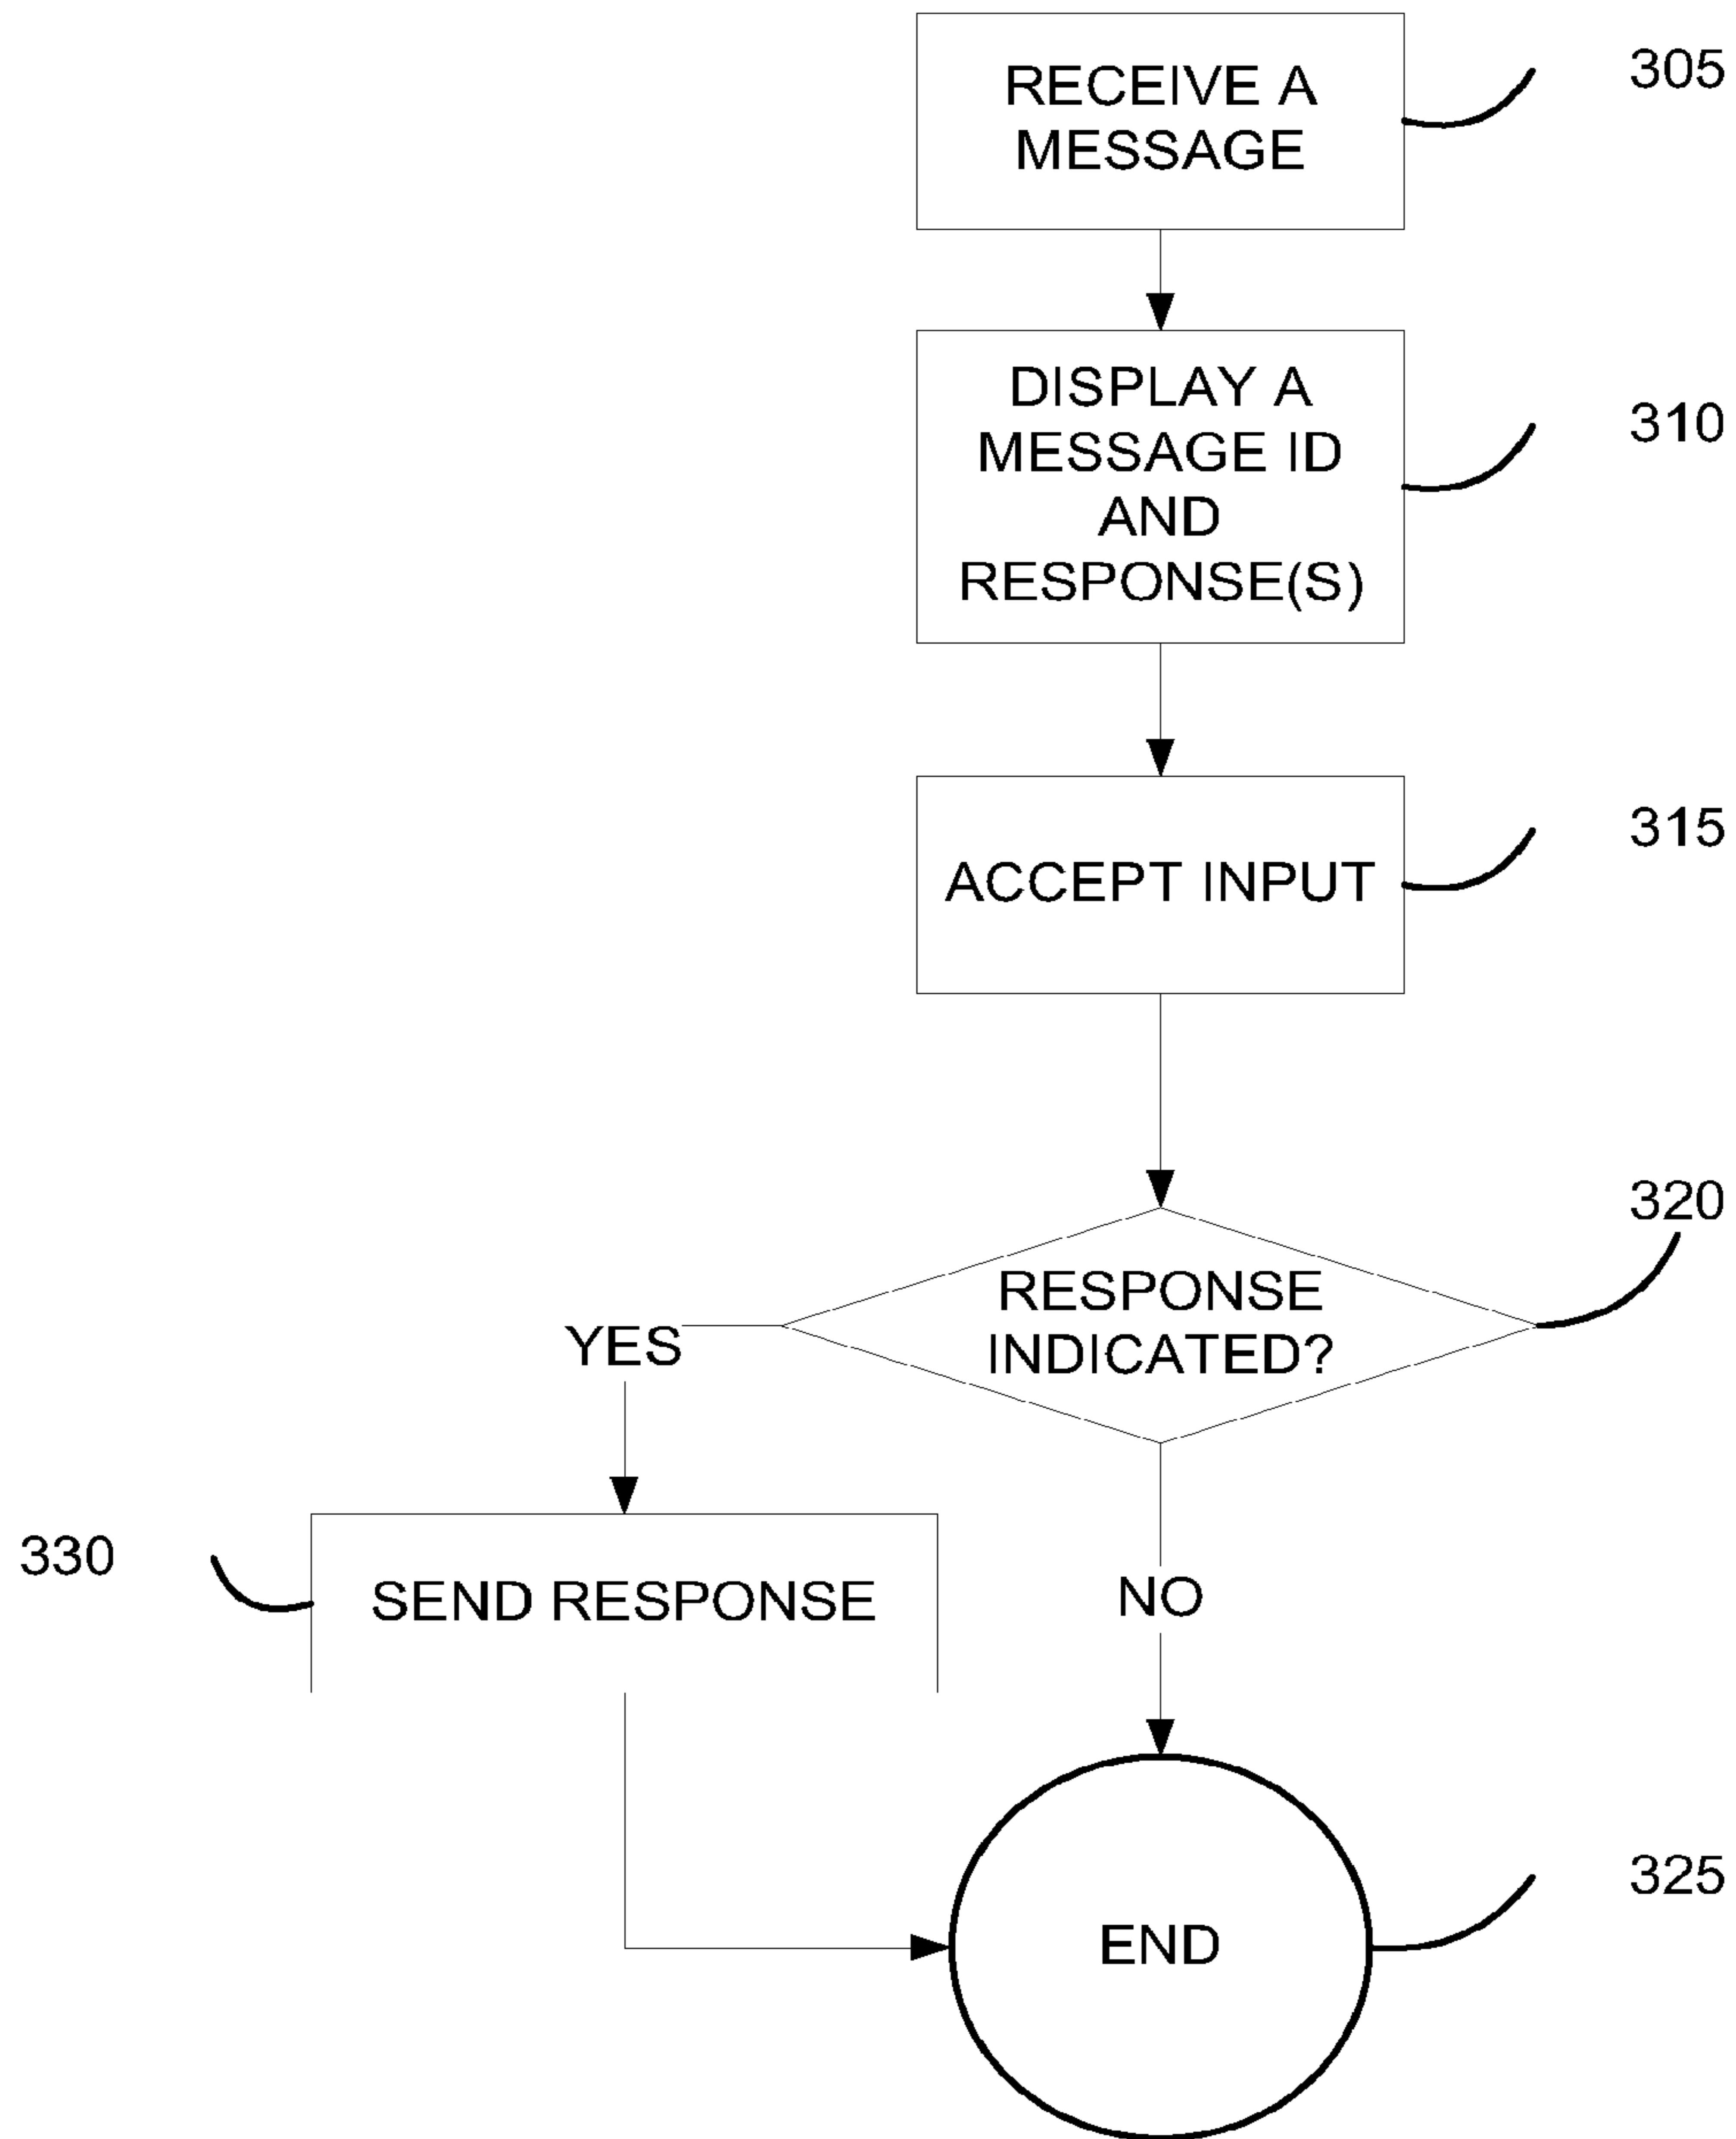 RECEIVE A
MESSAGE
305
DISPLAY A
MESSAGE ID
AND
RESPONSE(S)
310
ACCEPT INPUT
315
320
RESPONSE
INDICATED?
YES
330
SEND RESPONSE
NO
END
325